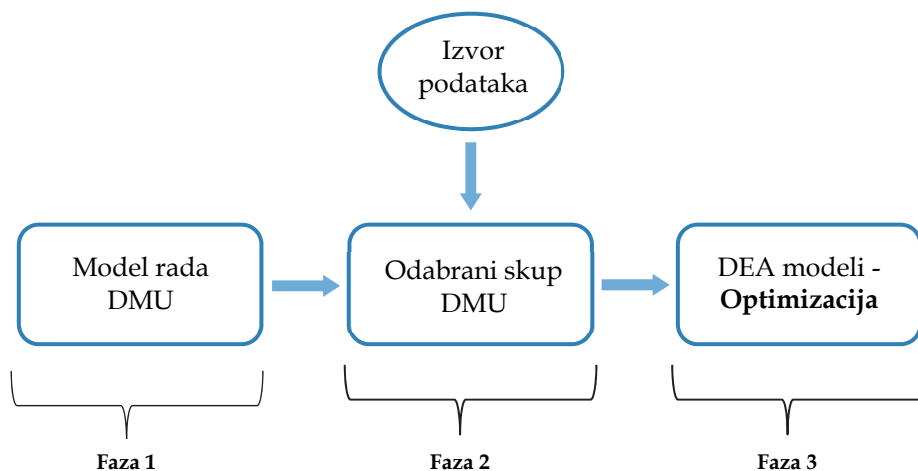 Izvor
podataka
Model rada
DMU
Odabrani skup
DMU
DEA modeli -
Optimizacija
Faza 1
Faza 2
Faza 3